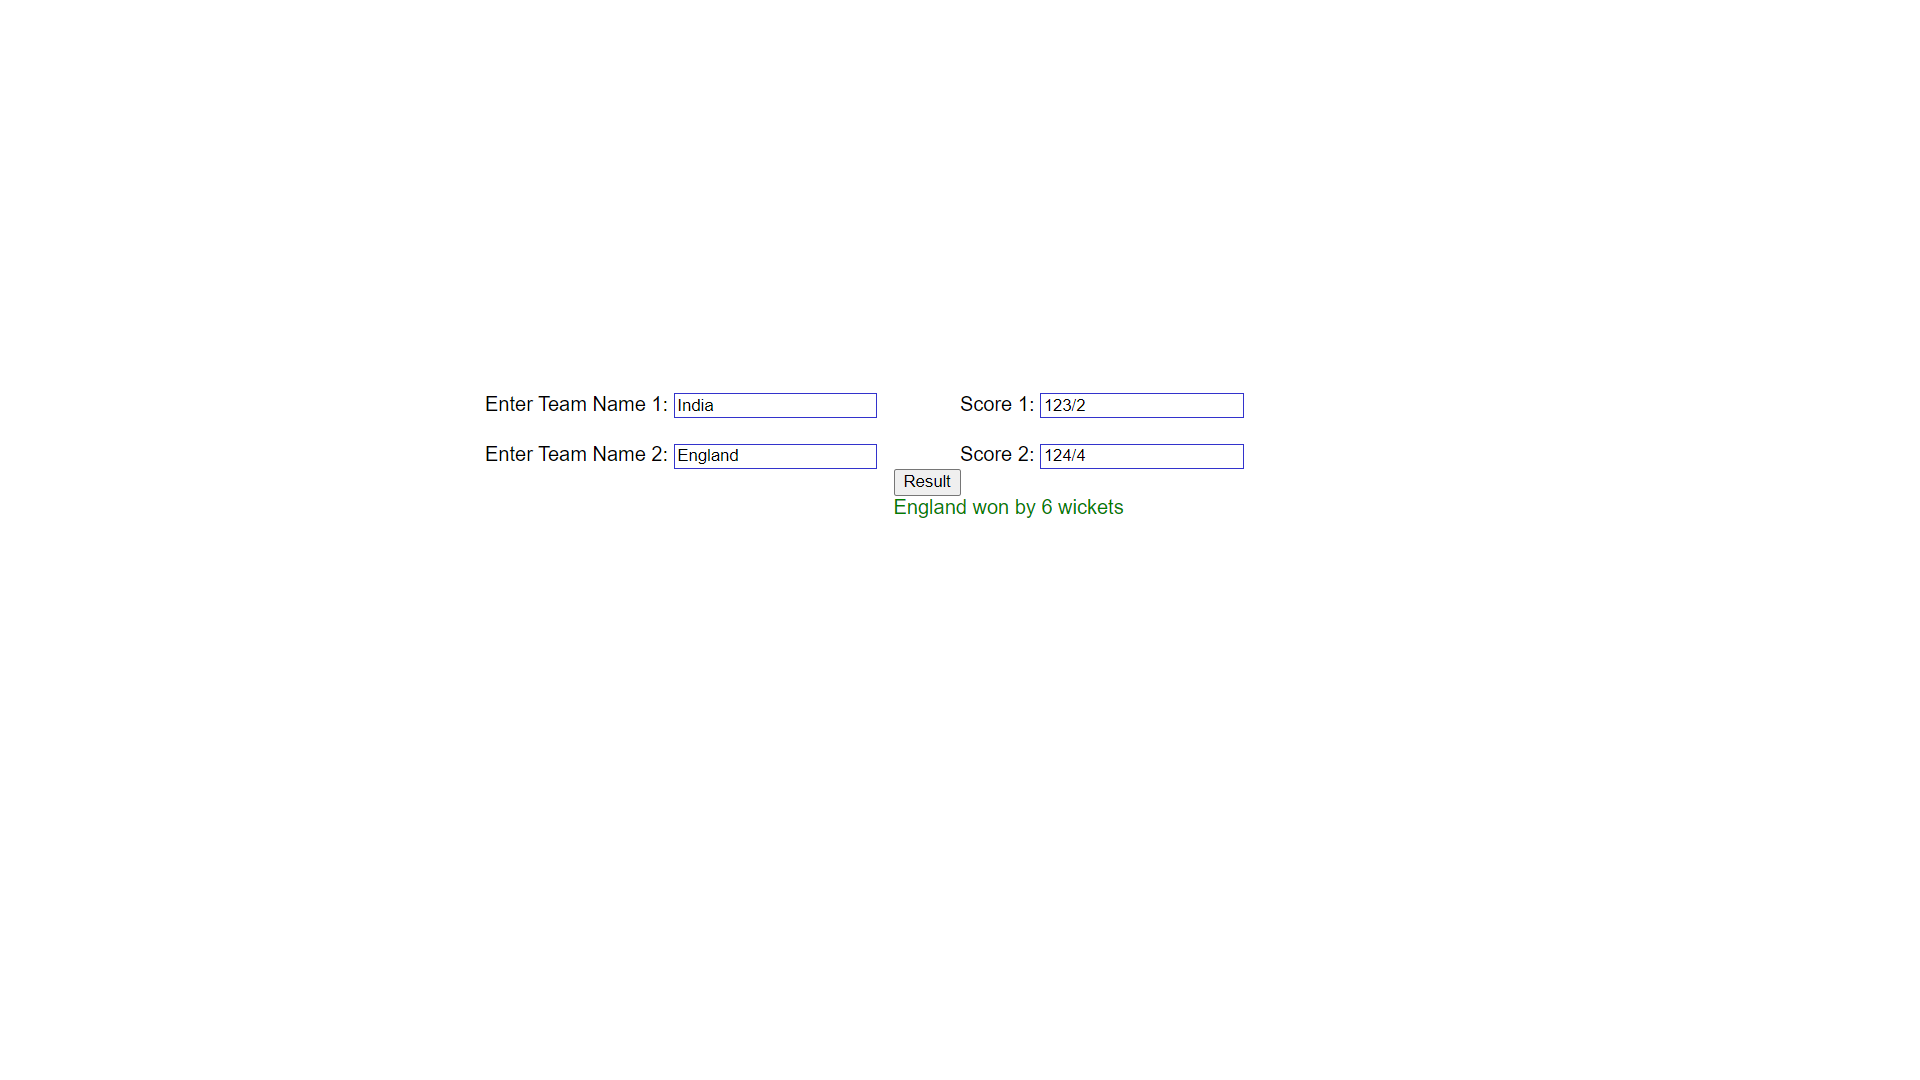 Enter Team Name 1: India Score 1: 123/2
Enter Team Name 2: England Score 2: 124/4
Result
England won by 6 wickets